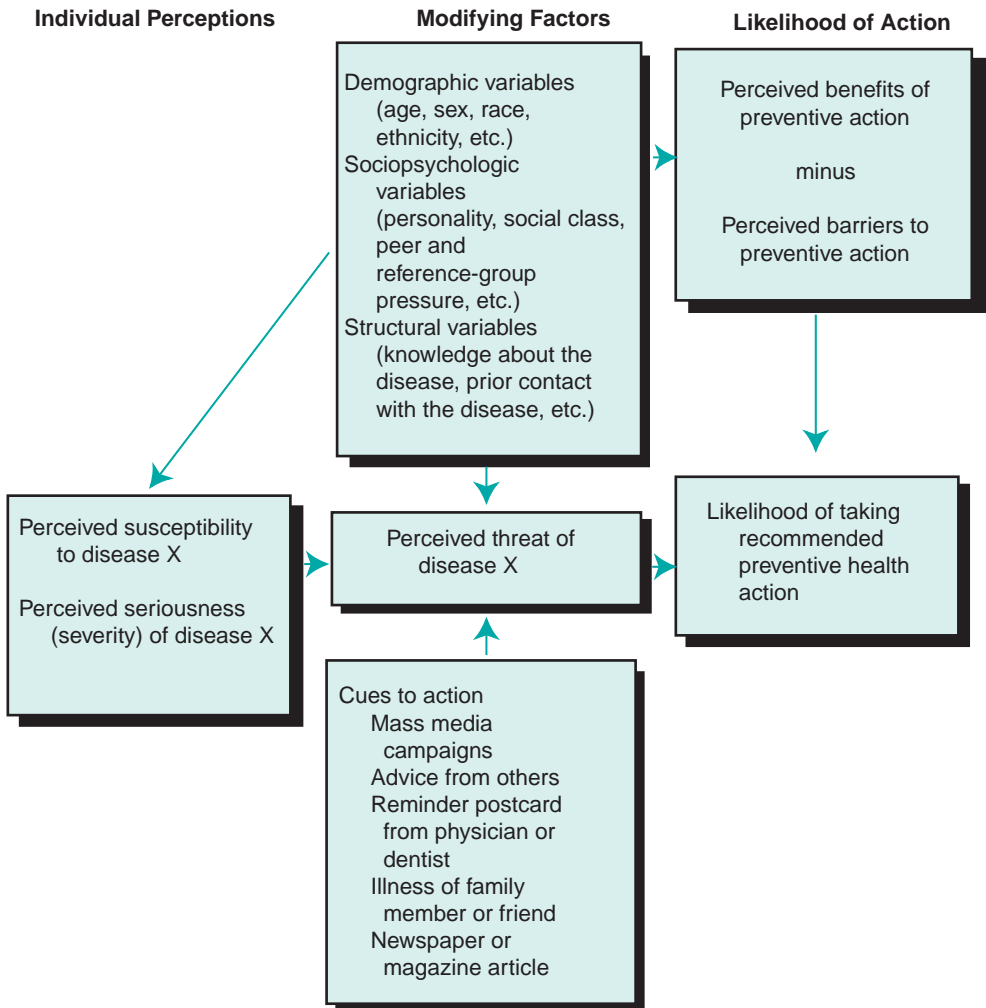 Individual Perceptions
Modifying Factors
Likelihood of Action
Demographic variables
(age, sex, race,
ethnicity, etc.)
Sociopsychologic
variables
(personality, social class,
peer and
reference-group
pressure, etc.)
Structural variables
(knowledge about the
disease, prior contact
with the disease, etc.)
Perceived benefits of
preventive action
minus
Perceived barriers to
preventive action
Perceived susceptibility
to disease X
Perceived seriousness
(severity) of disease X
Perceived threat of
disease X
Likelihood of taking
recommended
preventive health
action
Cues to action
Mass media
campaigns
Advice from others
Reminder postcard
from physician or
dentist
Illness of family
member or friend
Newspaper or
magazine article